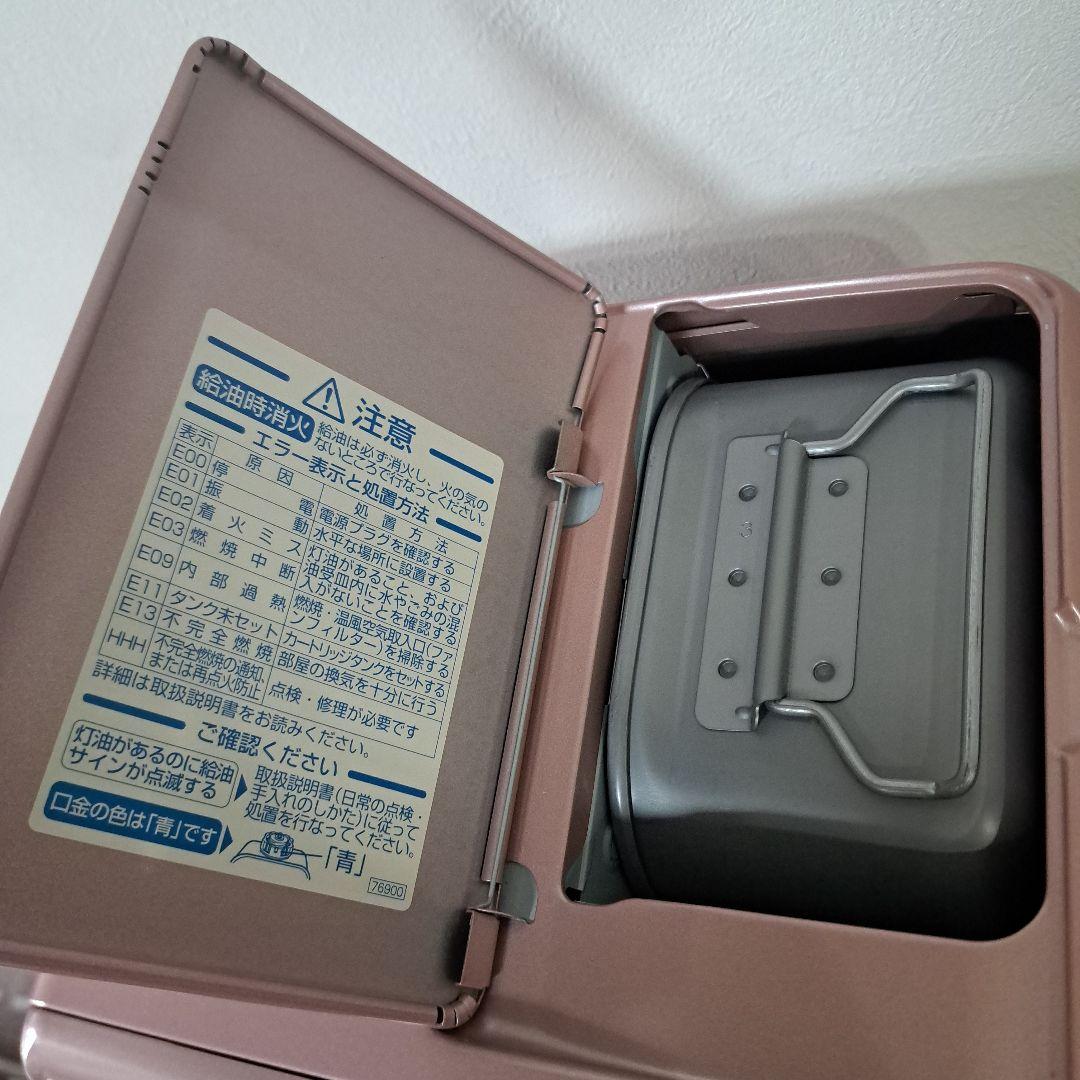 注意
給油時消火
給油は必ず消火し、火の気の
ないところで行なってください。
エラー表示と処置方法
表示 原因 処置方法
E00 停電 電源プラグを確認する
E01 振動 水平な場所に設置する
E02 着火ミス 灯油があること、および
E03 燃焼中断 油受皿内に水やごみの混
入がないことを確認する
E09 内部過熱 燃焼・温風空気取入口(ファ
ンフィルター)を掃除する
E11 タンク未セット カートリッジタンクをセットする
E13 不完全燃焼 部屋の換気を十分に行う
HHH 不完全燃焼の通知、
または再点火防止 点検・修理が必要です
詳細は取扱説明書をお読みください。
ご確認ください
灯油があるのに給油
サインが点滅する
取扱説明書(日常の点検・
手入れのしかた)に従って
処置を行なってください。
口金の色は「青」です
「青」
76900
3